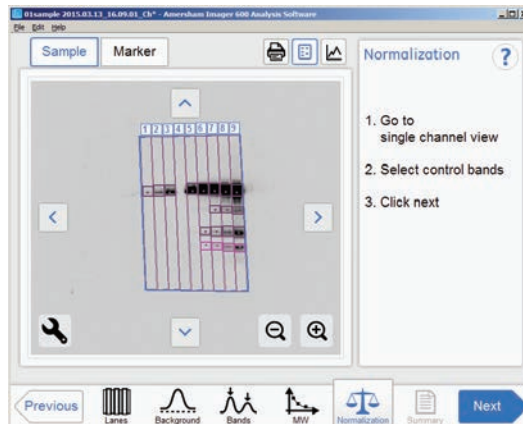 01sample 2015.03.13_16.09.01_Ch* - Amersham Imager 600 Analysis Software
File Edit Help
Sample
Marker
Normalization
?
1 2 3 4 5 6 7 8 9
1. Go to
single channel view
2. Select control bands
3. Click next
Previous
Lanes
Background
Bands
MW
Normalization
Summary
Next